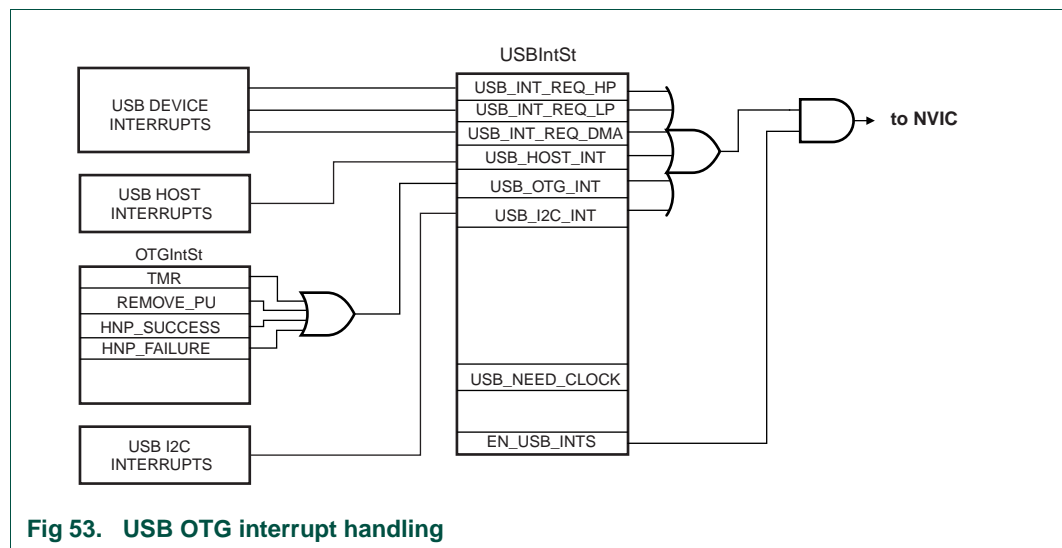 USBIntSt
USB DEVICE
INTERRUPTS
USB_INT_REQ_HP
USB_INT_REQ_LP
USB_INT_REQ_DMA
to NVIC
USB HOST
INTERRUPTS
USB_HOST_INT
USB_OTG_INT
USB_I2C_INT
OTGIntSt
TMR
REMOVE_PU
HNP_SUCCESS
HNP_FAILURE
USB_NEED_CLOCK
USB I2C
INTERRUPTS
EN_USB_INTS
Fig 53. USB OTG interrupt handling